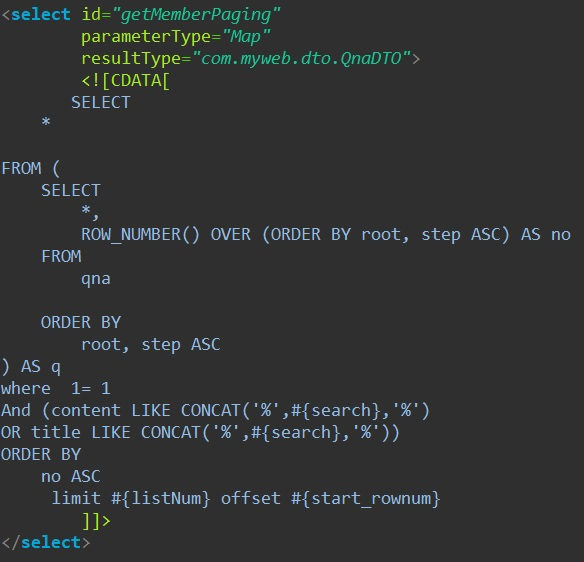 <select id="getMemberPaging"
parameterType="Map"
resultType="com.myweb.dto.QnaDTO">
<![CDATA[
SELECT
*
FROM (
SELECT
*,
ROW_NUMBER() OVER (ORDER BY root, step ASC) AS no
FROM
qna
ORDER BY
root, step ASC
) AS q
where  1= 1
And (content LIKE CONCAT('%',#{search},'%')
OR title LIKE CONCAT('%',#{search},'%'))
ORDER BY
no ASC
limit #{listNum} offset #{start_rownum}
]]>
</select>